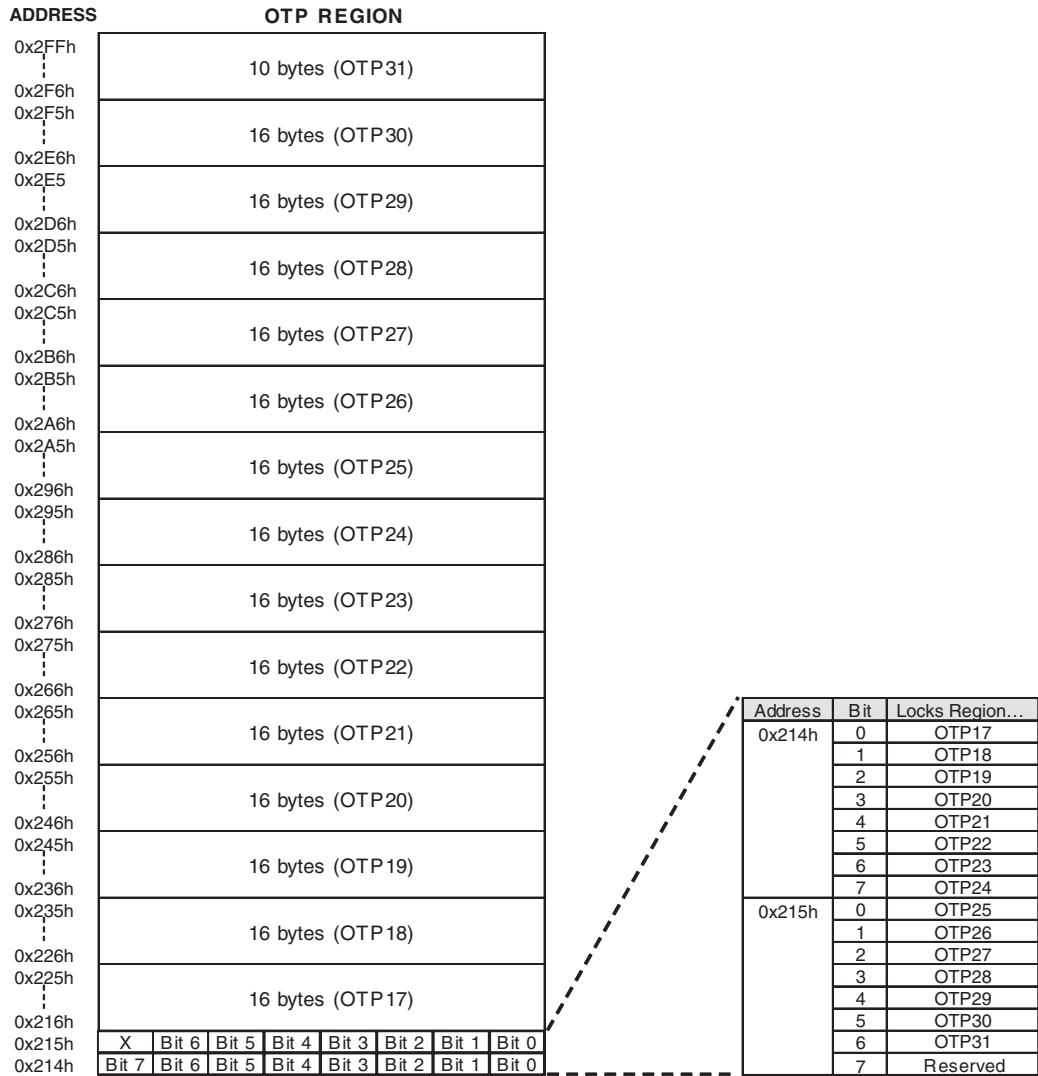 ADDRESS OTP REGION
0x2FFh
10 bytes (OTP31)
0x2F6h
0x2F5h
16 bytes (OTP30)
0x2E6h
0x2E5
16 bytes (OTP29)
0x2D6h
0x2D5h
16 bytes (OTP28)
0x2C6h
0x2C5h
16 bytes (OTP27)
0x2B6h
0x2B5h
16 bytes (OTP26)
0x2A6h
0x2A5h
16 bytes (OTP25)
0x296h
0x295h
16 bytes (OTP24)
0x286h
0x285h
16 bytes (OTP23)
0x276h
0x275h
16 bytes (OTP22)
0x266h
0x265h
16 bytes (OTP21)
0x256h
0x255h
16 bytes (OTP20)
0x246h
0x245h
16 bytes (OTP19)
0x236h
0x235h
16 bytes (OTP18)
0x226h
0x225h
16 bytes (OTP17)
0x216h
0x215h X Bit 6 Bit 5 Bit 4 Bit 3 Bit 2 Bit 1 Bit 0
0x214h Bit 7 Bit 6 Bit 5 Bit 4 Bit 3 Bit 2 Bit 1 Bit 0
Address Bit Locks Region...
0x214h 0 OTP17
1 OTP18
2 OTP19
3 OTP20
4 OTP21
5 OTP22
6 OTP23
7 OTP24
0x215h 0 OTP25
1 OTP26
2 OTP27
3 OTP28
4 OTP29
5 OTP30
6 OTP31
7 Reserved